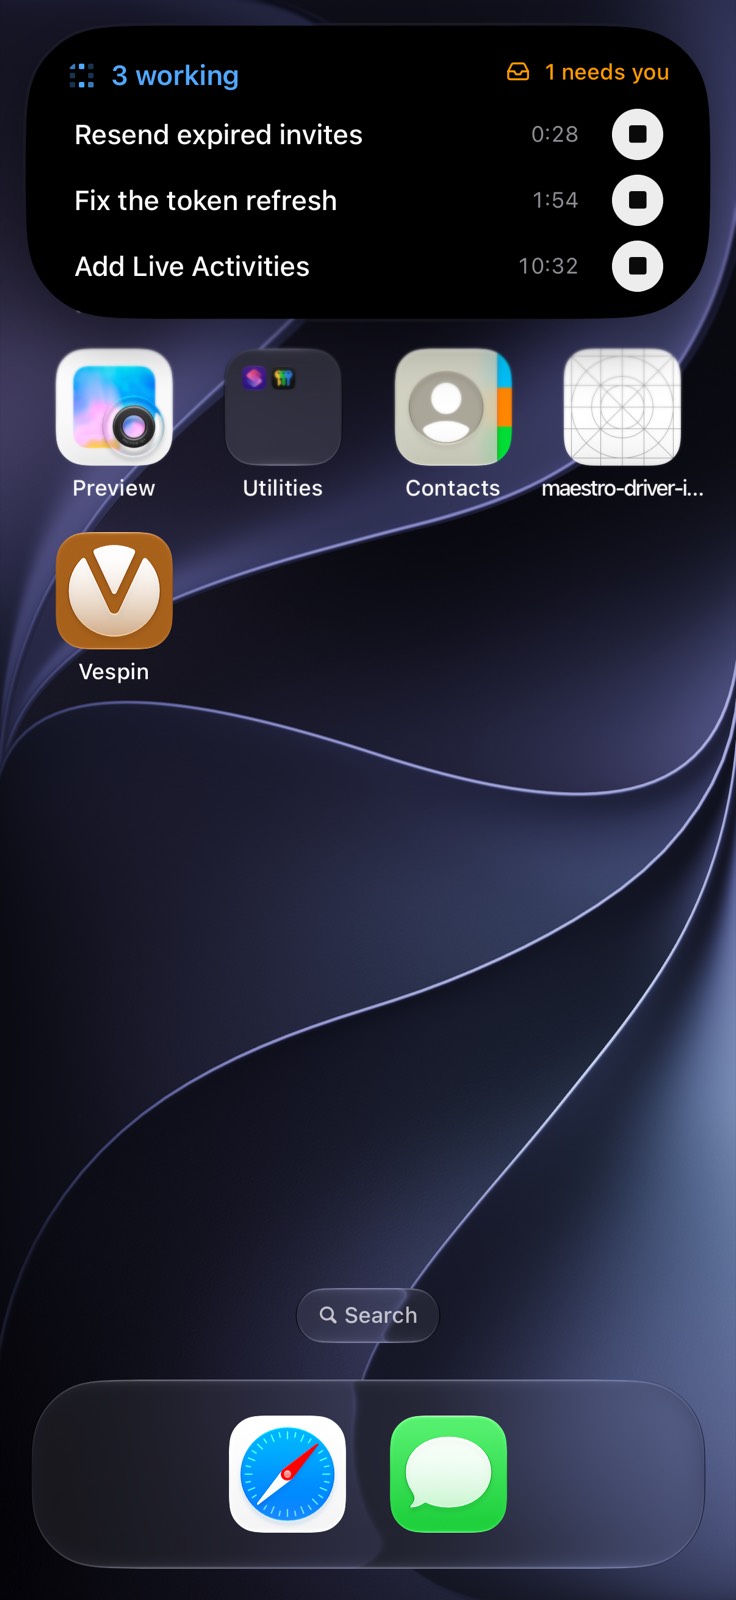 3 working
1 needs you
Resend expired invites 0:28
Fix the token refresh 1:54
Add Live Activities 10:32
Preview Utilities Contacts maestro-driver-i...
Vespin
Search